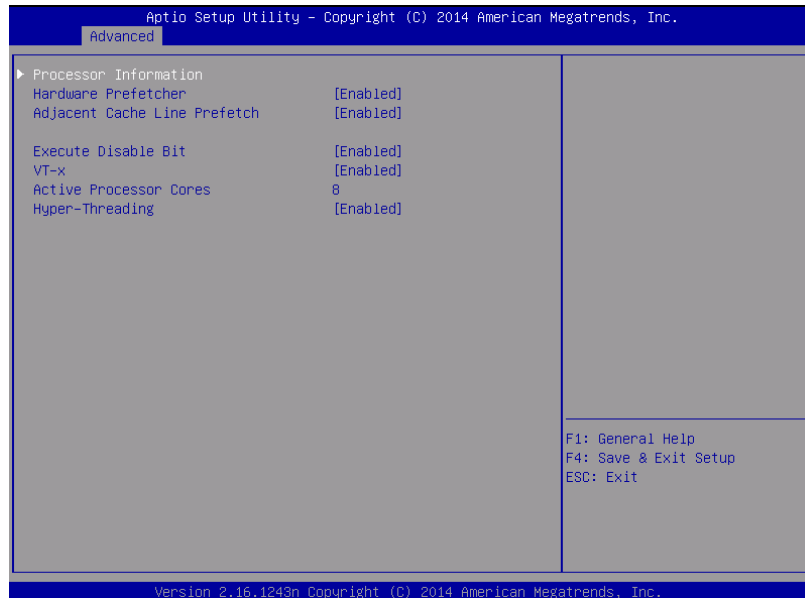 Aptio Setup Utility – Copyright (C) 2014 American Megatrends, Inc.
Advanced
Processor Information
Hardware Prefetcher [Enabled]
Adjacent Cache Line Prefetch [Enabled]
Execute Disable Bit [Enabled]
VT-x [Enabled]
Active Processor Cores 8
Hyper-Threading [Enabled]
F1: General Help
F4: Save & Exit Setup
ESC: Exit
Version 2.16.1243n Copyright (C) 2014 American Megatrends, Inc.